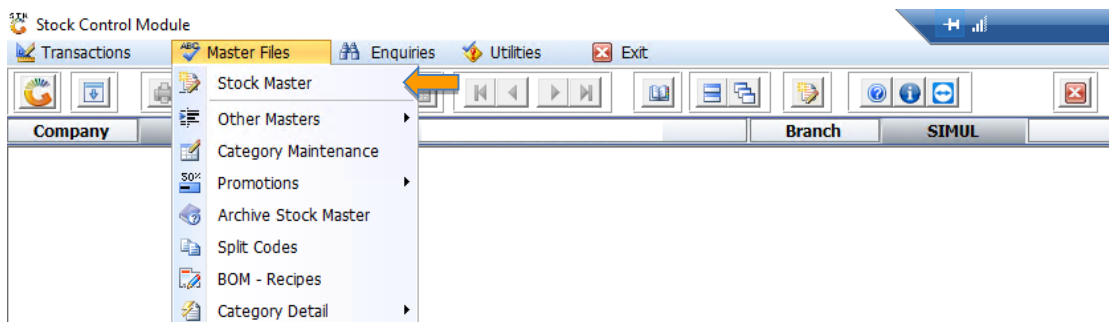 Stock Control Module
Transactions Master Files Enquiries Utilities Exit
Stock Master
Company Branch SIMUL
Other Masters
Category Maintenance
Promotions
Archive Stock Master
Split Codes
BOM - Recipes
Category Detail